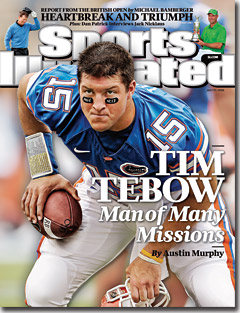 REPORT FROM THE BRITISH OPEN by MICHAEL BAMBERGER
HEARTBREAK AND TRIUMPH
Plus: Dan Patrick Interviews Jack Nicklaus
Sports
Illustrated
15
15
TIM
TEBOW
Man of Many
Missions
By Austin Murphy